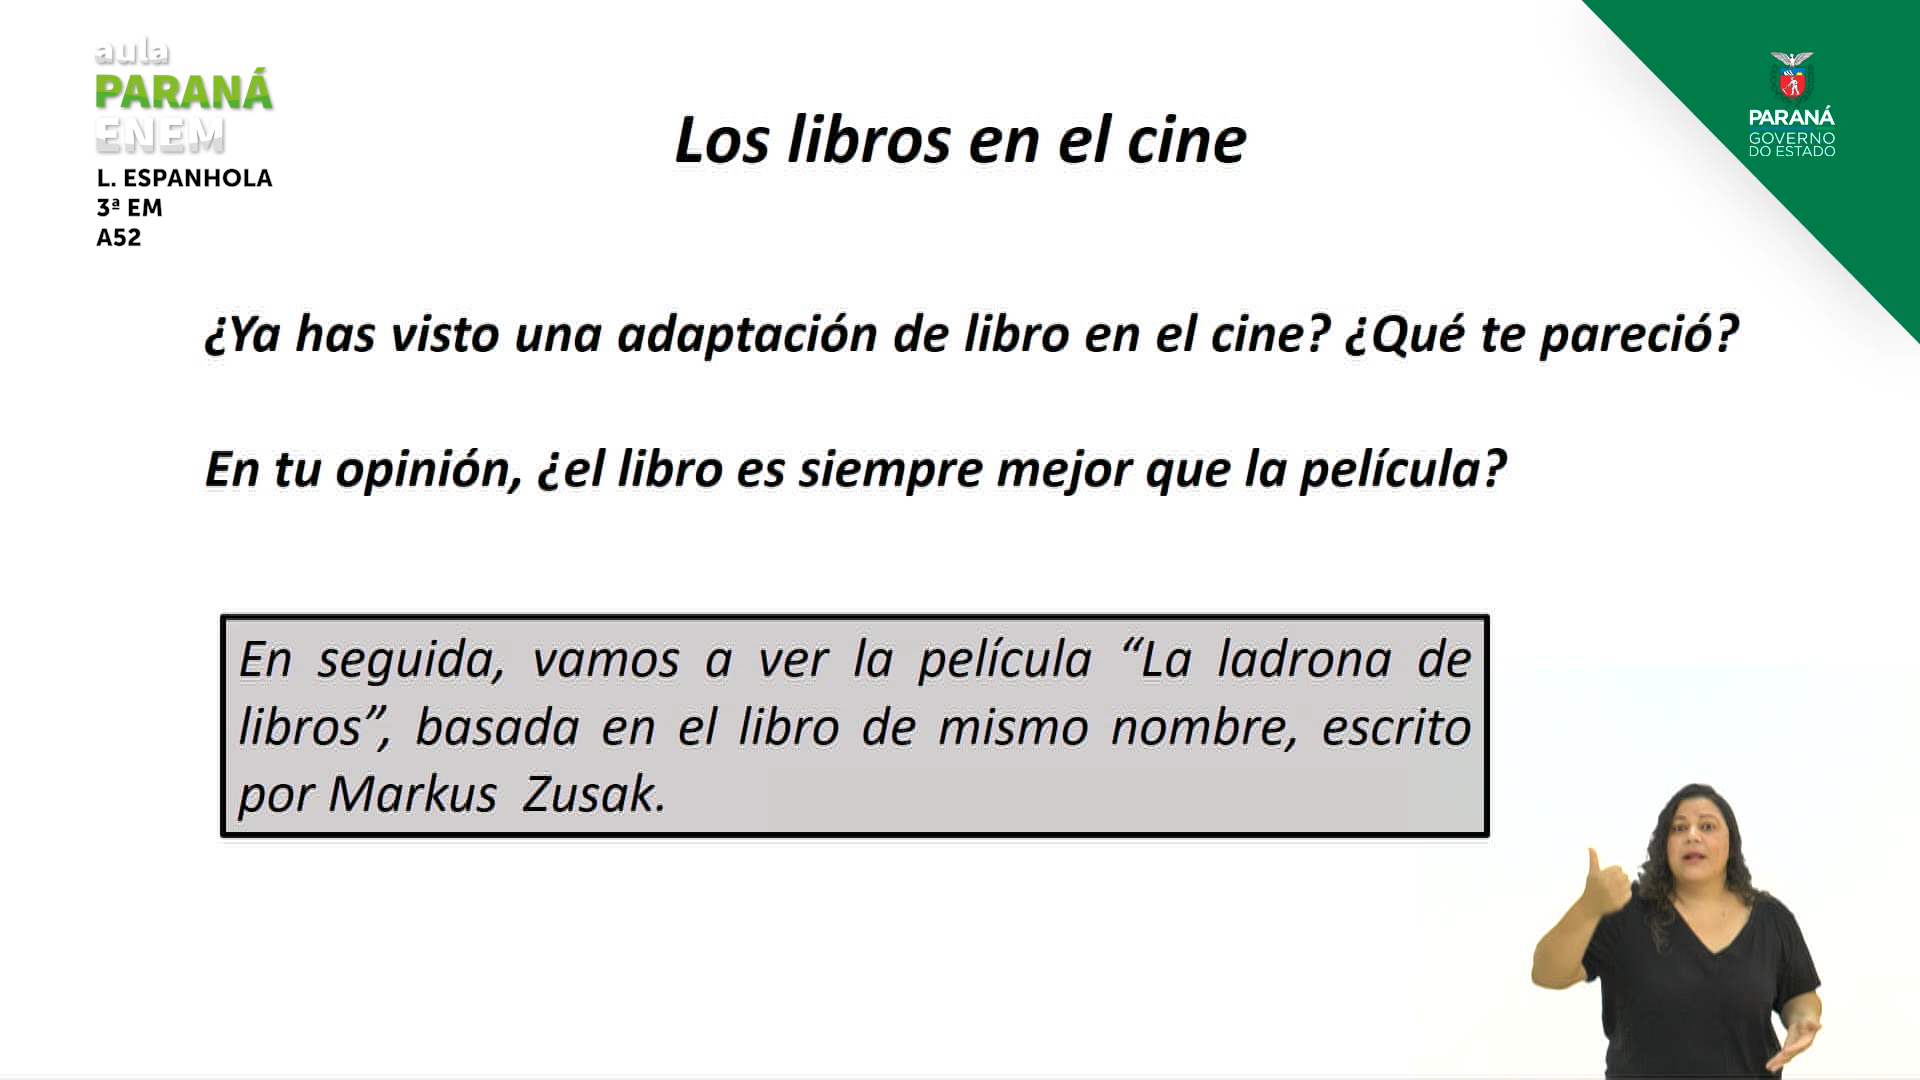 aula
PARANÁ
ENEM
L. ESPANHOLA
3ª EM
A52
PARANÁ
GOVERNO
DO ESTADO
Los libros en el cine
¿Ya has visto una adaptación de libro en el cine? ¿Qué te pareció?
En tu opinión, ¿el libro es siempre mejor que la película?
En seguida, vamos a ver la película “La ladrona de
libros”, basada en el libro de mismo nombre, escrito
por Markus Zusak.